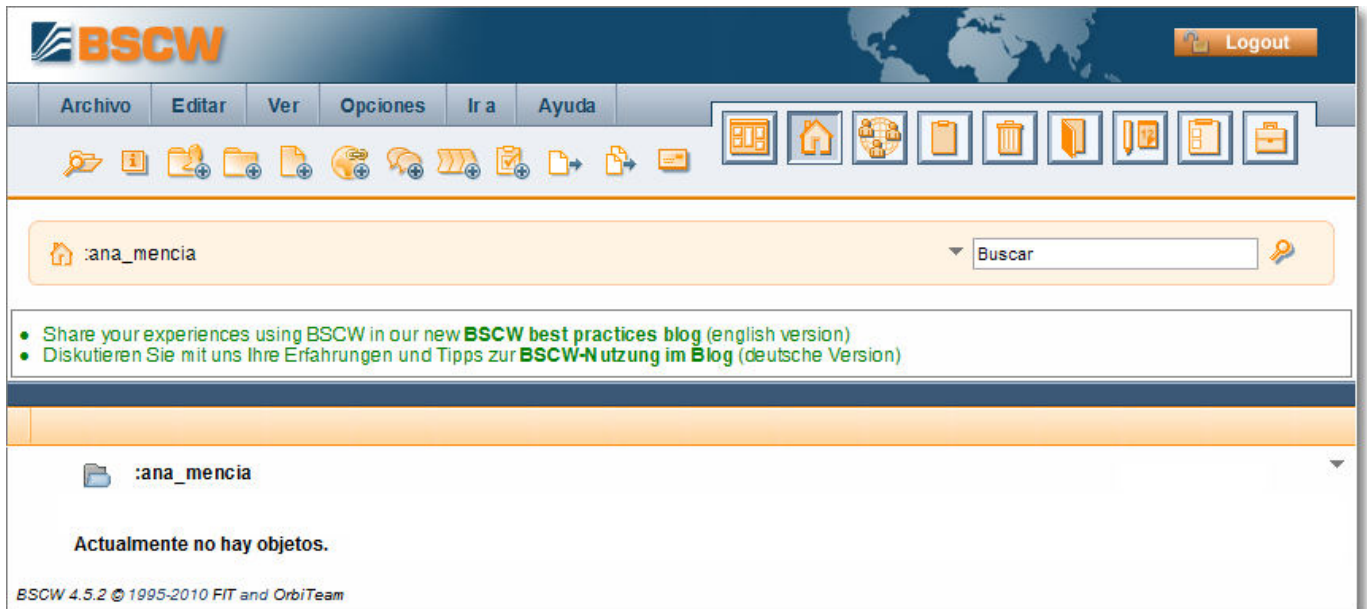 BSCW
Logout
Archivo Editar Ver Opciones Ir a Ayuda
12
:ana_mencia
Buscar
Share your experiences using BSCW in our new BSCW best practices blog (english version)
Diskutieren Sie mit uns Ihre Erfahrungen und Tipps zur BSCW-Nutzung im Blog (deutsche Version)
:ana_mencia
Actualmente no hay objetos.
BSCW 4.5.2 © 1995-2010 FIT and OrbiTeam